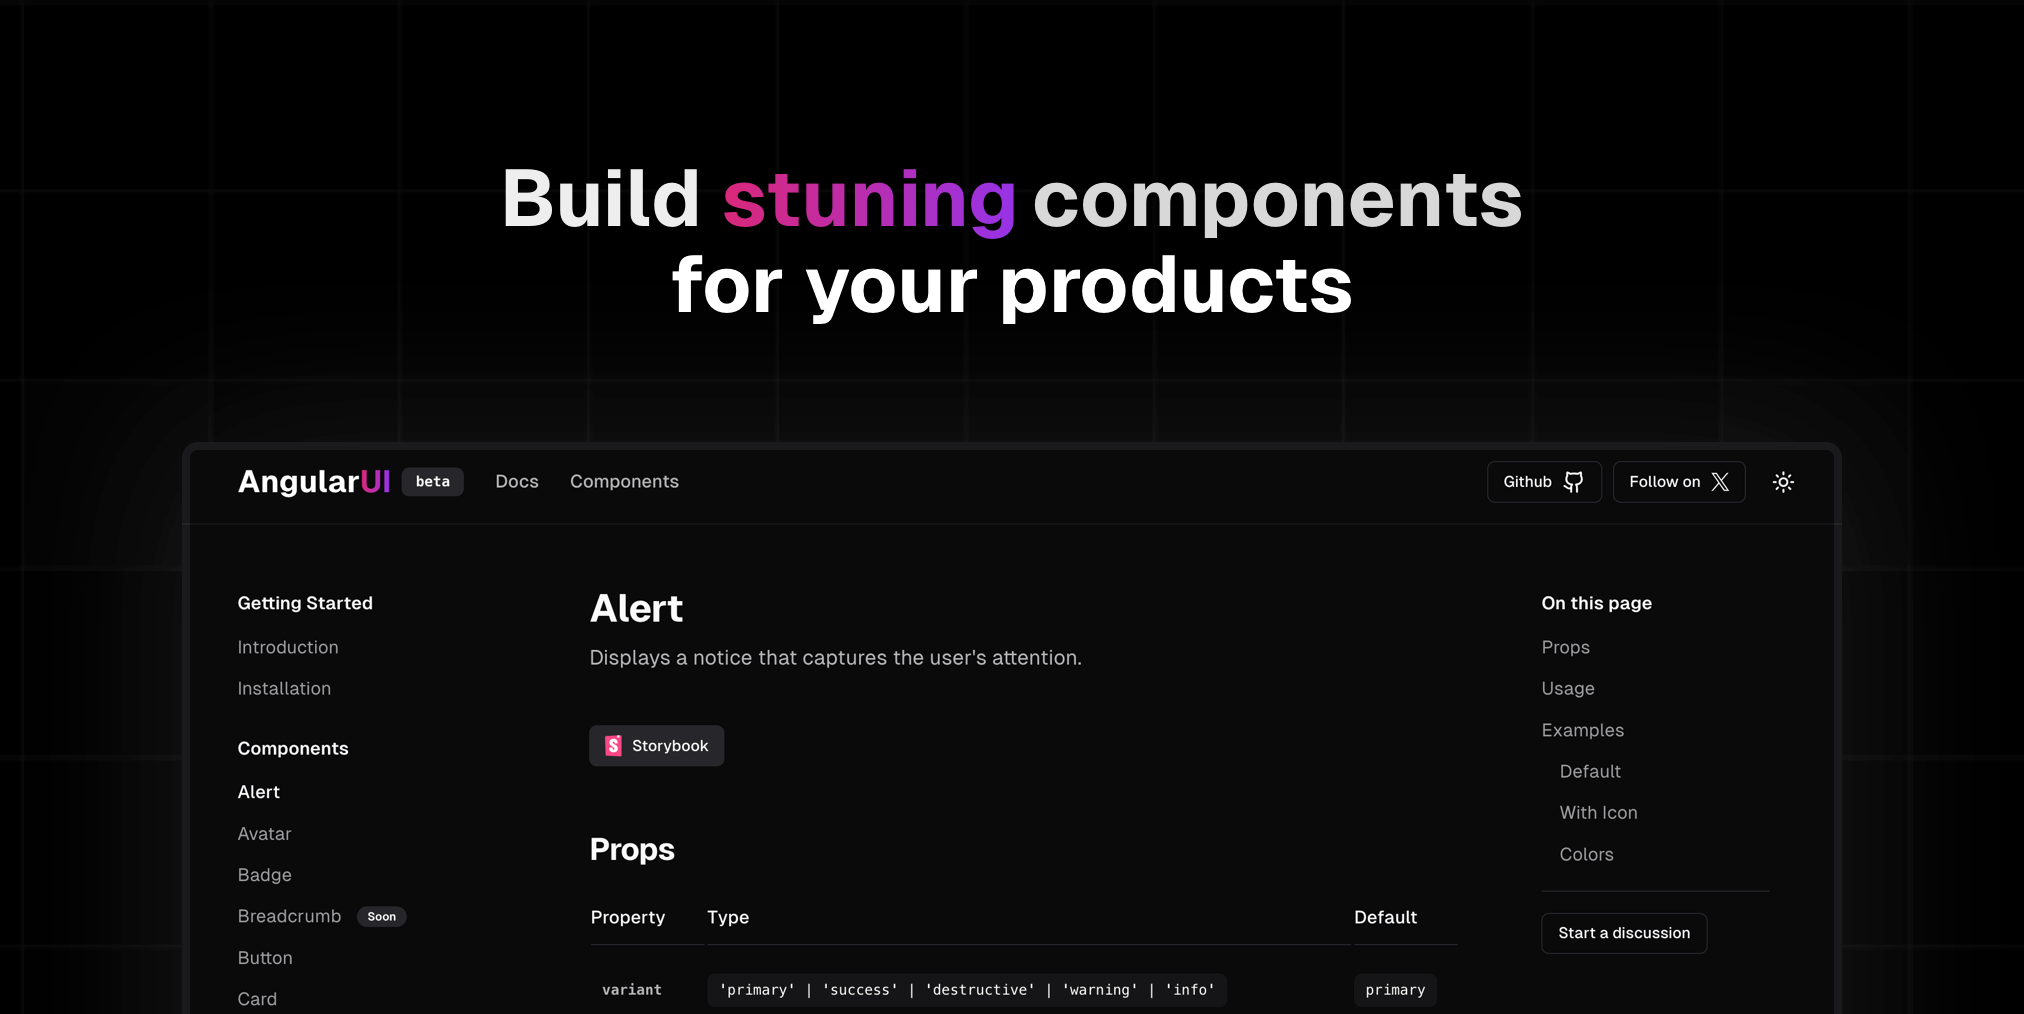 Build stuning components
for your products
AngularUI beta Docs Components Github Follow on X
Getting Started
Introduction
Installation
Components
Alert
Avatar
Badge
Breadcrumb Soon
Button
Card
Alert
Displays a notice that captures the user's attention.
Storybook
Props
Property Type Default
variant 'primary' | 'success' | 'destructive' | 'warning' | 'info' primary
On this page
Props
Usage
Examples
Default
With Icon
Colors
Start a discussion